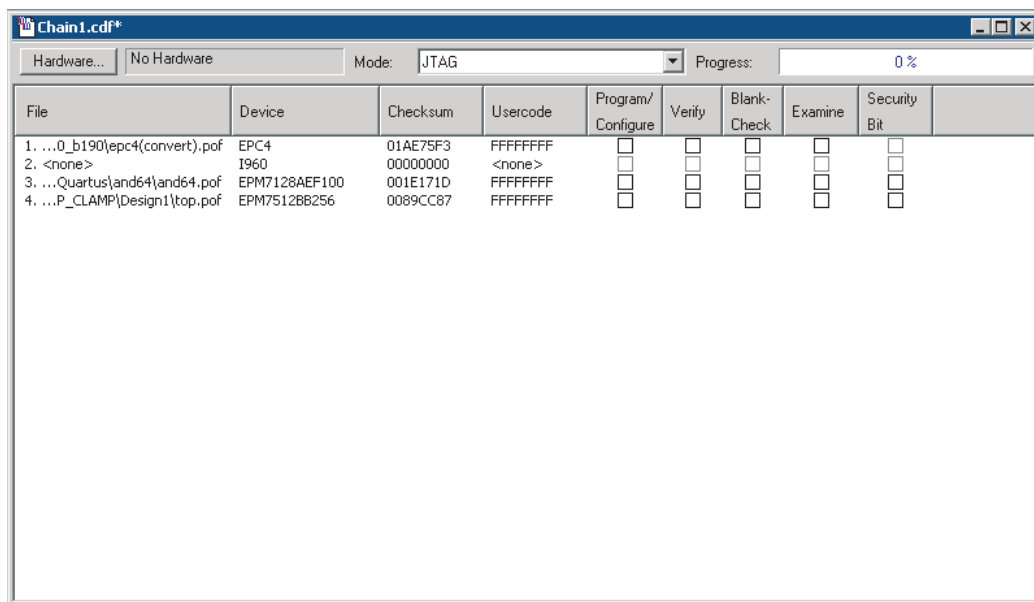 Chain1.cdf*
Hardware... No Hardware Mode: JTAG Progress: 0 %
File Device Checksum Usercode Program/ Configure Verify Blank- Check Examine Security Bit
1. ...0_b190\epc4(convert).pof EPC4 01AE75F3 FFFFFFFF
2. <none> I960 00000000 <none>
3. ...Quartus\and64\and64.pof EPM7128AEF100 001E171D FFFFFFFF
4. ...P_CLAMP\Design1\top.pof EPM7512BB256 0089CC87 FFFFFFFF